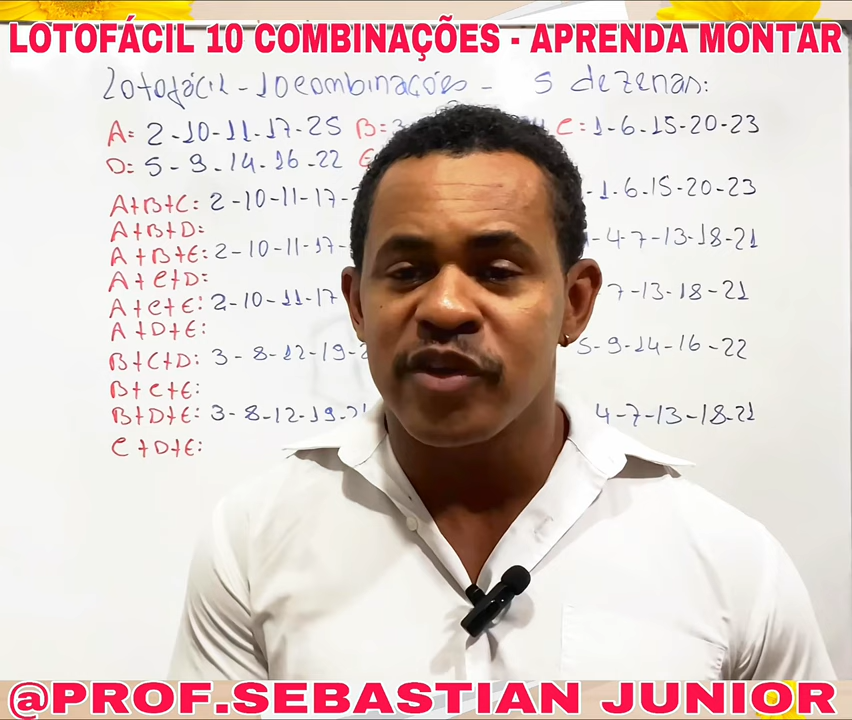 LOTOFÁCIL 10 COMBINAÇÕES - APRENDA MONTAR
Lotofácil - 10 combinações - 5 dezenas:
A= 2-10-11-17-25 B= 3 C=1-6-15-20-23
D= 5-9-14-16-22 E
A+B+C: 2-10-11-17- -1-6-15-20-23
A+B+D:
A+B+E: 2-10-11-17- -4-7-13-18-21
A+C+D:
A+C+E: 2-10-11-17 7-13-18-21
A+D+E:
B+C+D: 3-8-12-19- 5-9-14-16-22
B+C+E:
B+D+E: 3-8-12-19- 4-7-13-18-21
C+D+E:
@PROF.SEBASTIAN JUNIOR